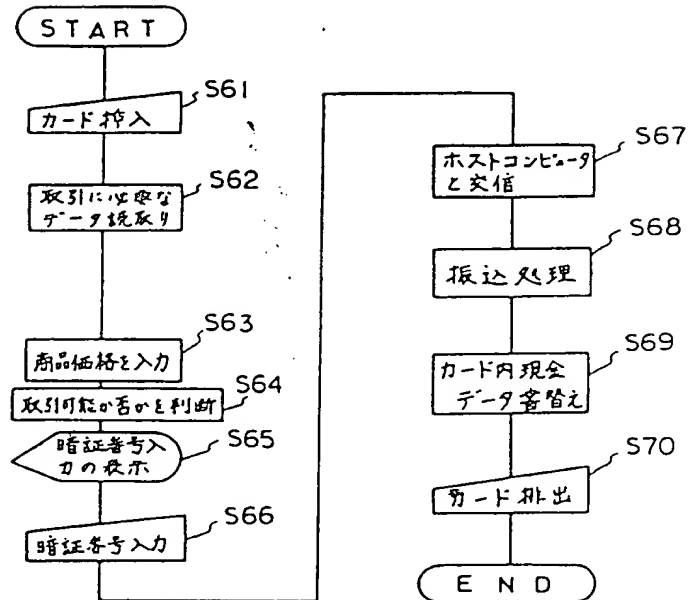 START
S61
カード挿入
S62
取引に必要な
データ読取り
S63
商品価格を入力
S64
取引可能か否かを判断
S65
暗証番号入
力の表示
S66
暗証番号入力
S67
ホストコンピュータ
と交信
S68
振込処理
S69
カード内現金
データ書替え
S70
カード排出
END